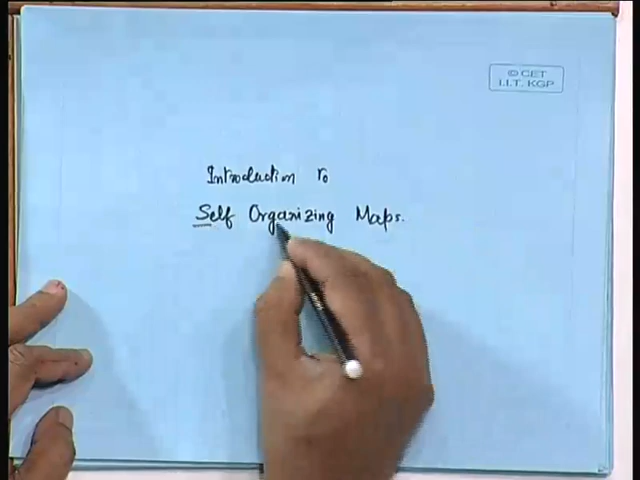 © CET
I.I.T. KGP
Introduction to
Self Organizing Maps.